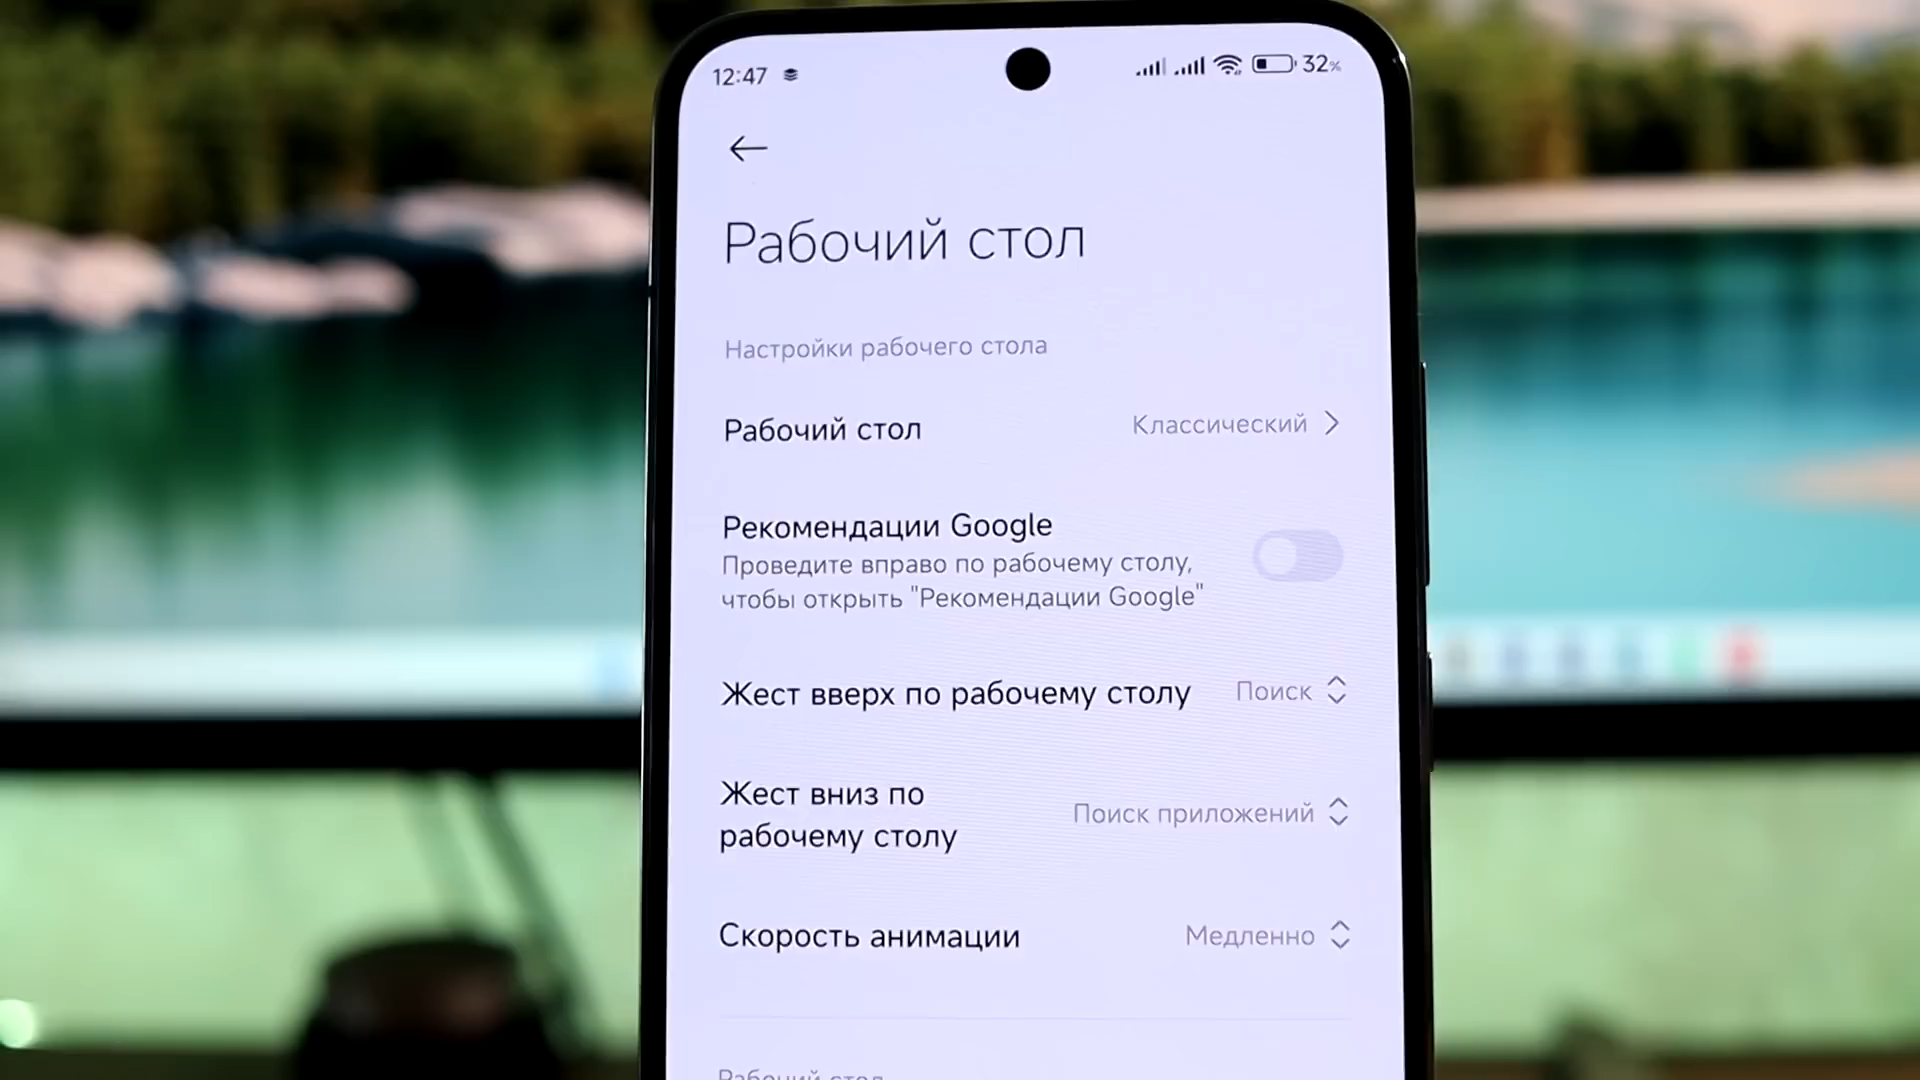 12:47
32%
Рабочий стол
Настройки рабочего стола
Рабочий стол
Классический
Рекомендации Google
Проведите вправо по рабочему столу,
чтобы открыть "Рекомендации Google"
Жест вверх по рабочему столу
Поиск
Жест вниз по
рабочему столу
Поиск приложений
Скорость анимации
Медленно
Рабочий стол